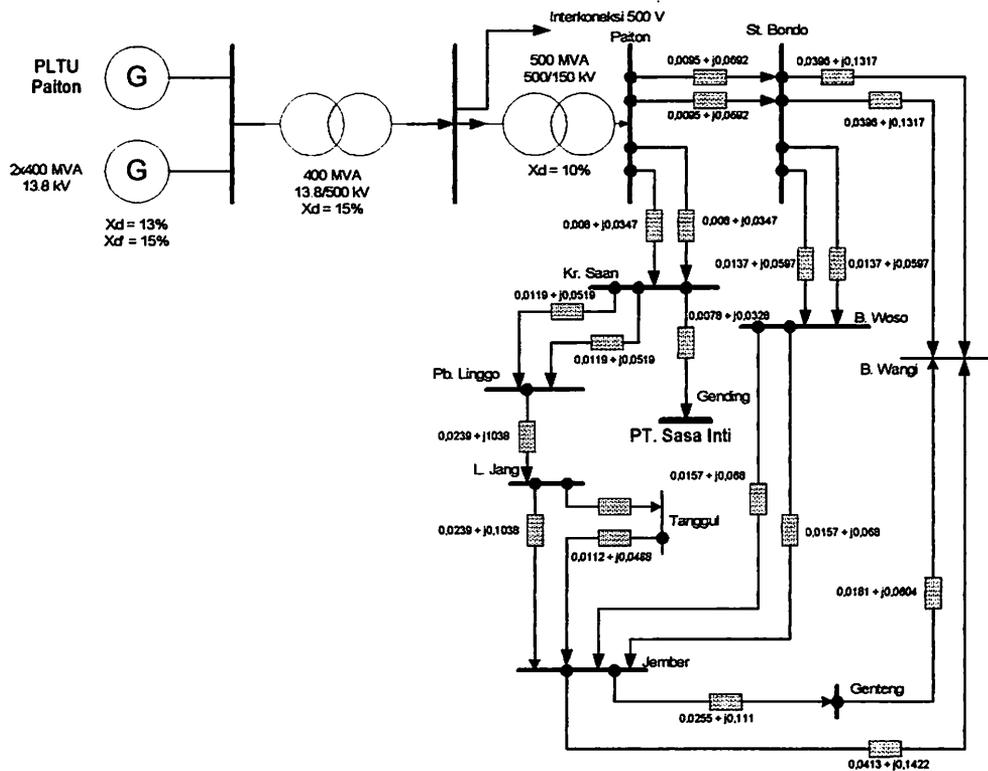 Interkoneksi 500 V
PLTU
Paiton
G
G
2x400 MVA
13.8 kV
Xd = 13%
Xd' = 15%
400 MVA
13.8/500 kV
Xd = 15%
500 MVA
500/150 kV
Xd = 10%
Paiton
St. Bondo
0,0095 + j0,0692
0,0095 + j0,0692
0,0396 + j0,1317
0,0396 + j0,1317
0,008 + j0,0347
0,008 + j0,0347
0,0137 + j0,0597
0,0137 + j0,0597
Kr. Saan
0,0119 + j0,0519
0,0119 + j0,0519
0,0078 + j0,0328
B. Woso
B. Wangi
Pb. Linggo
Gending
PT. Sasa Inti
0,0239 + j1038
L. Jang
0,0239 + j0,1038
Tanggul
0,0112 + j0,0488
0,0157 + j0,068
0,0157 + j0,068
0,0181 + j0,0604
Jember
Genteng
0,0255 + j0,111
0,0413 + j0,1422